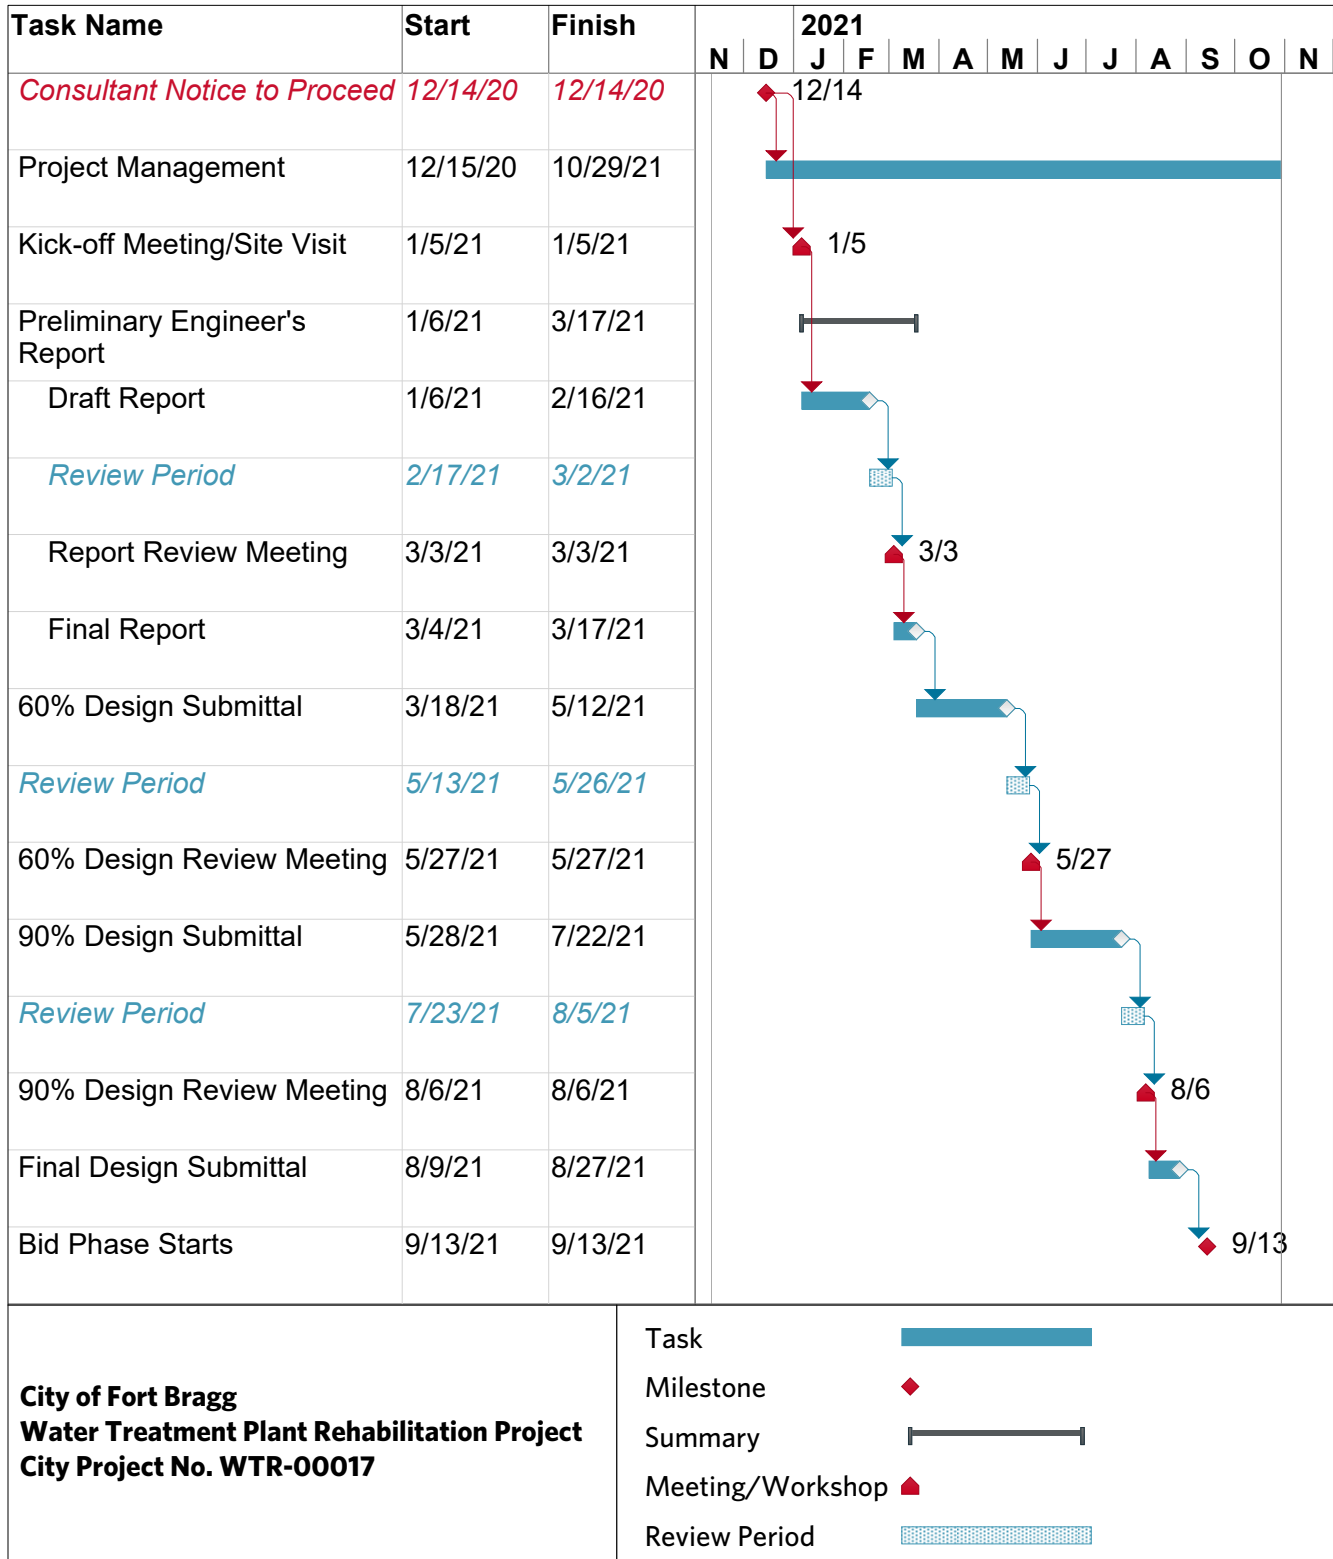 Task Name Start Finish 2021
N D J F M A M J J A S O N
Consultant Notice to Proceed 12/14/20 12/14/20 12/14
Project Management 12/15/20 10/29/21
Kick-off Meeting/Site Visit 1/5/21 1/5/21 1/5
Preliminary Engineer's 1/6/21 3/17/21
Report
Draft Report 1/6/21 2/16/21
Review Period 2/17/21 3/2/21
Report Review Meeting 3/3/21 3/3/21 3/3
Final Report 3/4/21 3/17/21
60% Design Submittal 3/18/21 5/12/21
Review Period 5/13/21 5/26/21
60% Design Review Meeting 5/27/21 5/27/21 5/27
90% Design Submittal 5/28/21 7/22/21
Review Period 7/23/21 8/5/21
90% Design Review Meeting 8/6/21 8/6/21 8/6
Final Design Submittal 8/9/21 8/27/21
Bid Phase Starts 9/13/21 9/13/21 9/13
City of Fort Bragg
Water Treatment Plant Rehabilitation Project
City Project No. WTR-00017
Task
Milestone
Summary
Meeting/Workshop
Review Period